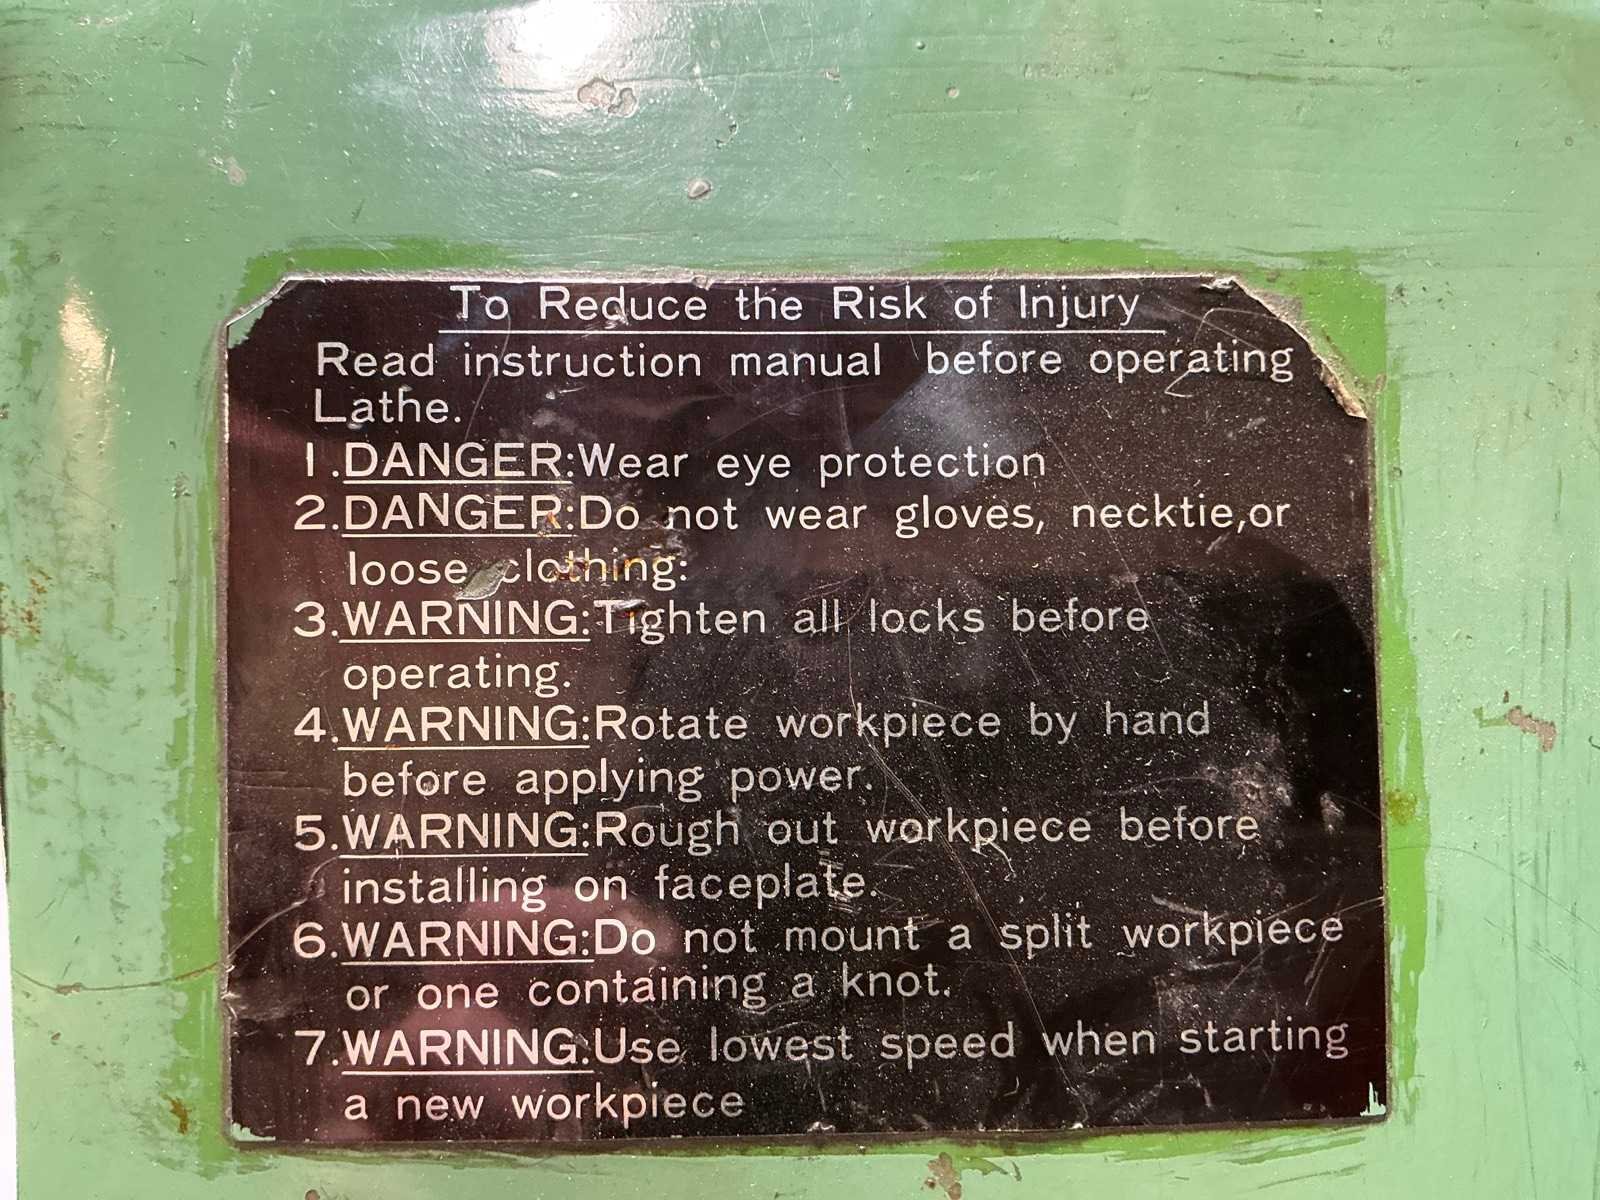 To Reduce the Risk of Injury
Read instruction manual before operating
Lathe.
1.DANGER:Wear eye protection
2.DANGER:Do not wear gloves, necktie,or
loose clothing:
3.WARNING:Tighten all locks before
operating.
4.WARNING:Rotate workpiece by hand
before applying power.
5.WARNING:Rough out workpiece before
installing on faceplate.
6.WARNING:Do not mount a split workpiece
or one containing a knot.
7.WARNING:Use lowest speed when starting
a new workpiece